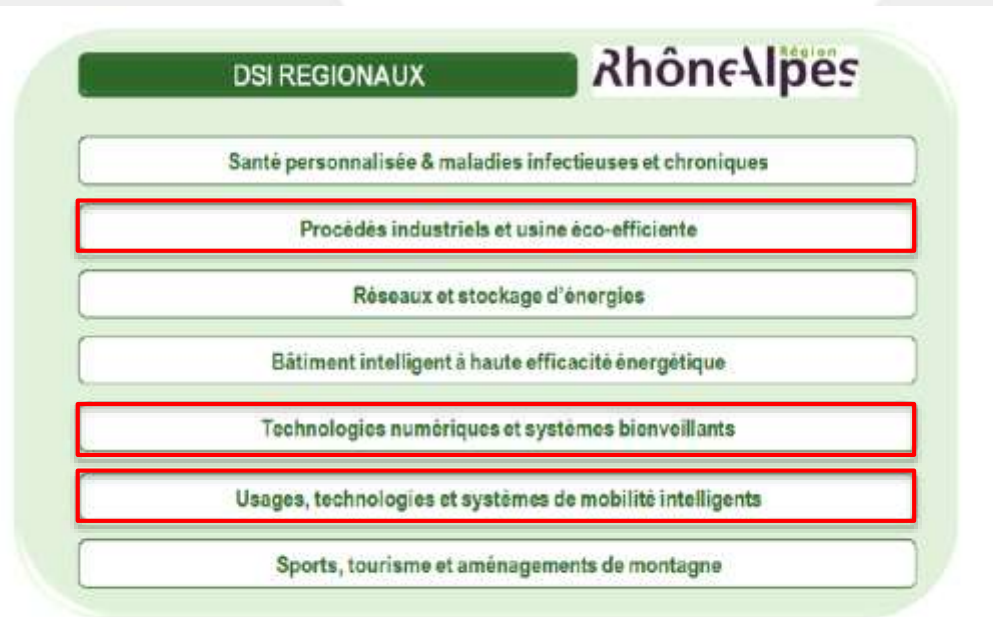 DSI REGIONAUX
Région
RhôneAlpes
Santé personnalisée & maladies infectieuses et chroniques
Procédés industriels et usine éco-efficiente
Réseaux et stockage d'énergies
Bâtiment intelligent à haute efficacité énergétique
Technologies numériques et systèmes bienveillants
Usages, technologies et systèmes de mobilité intelligents
Sports, tourisme et aménagements de montagne